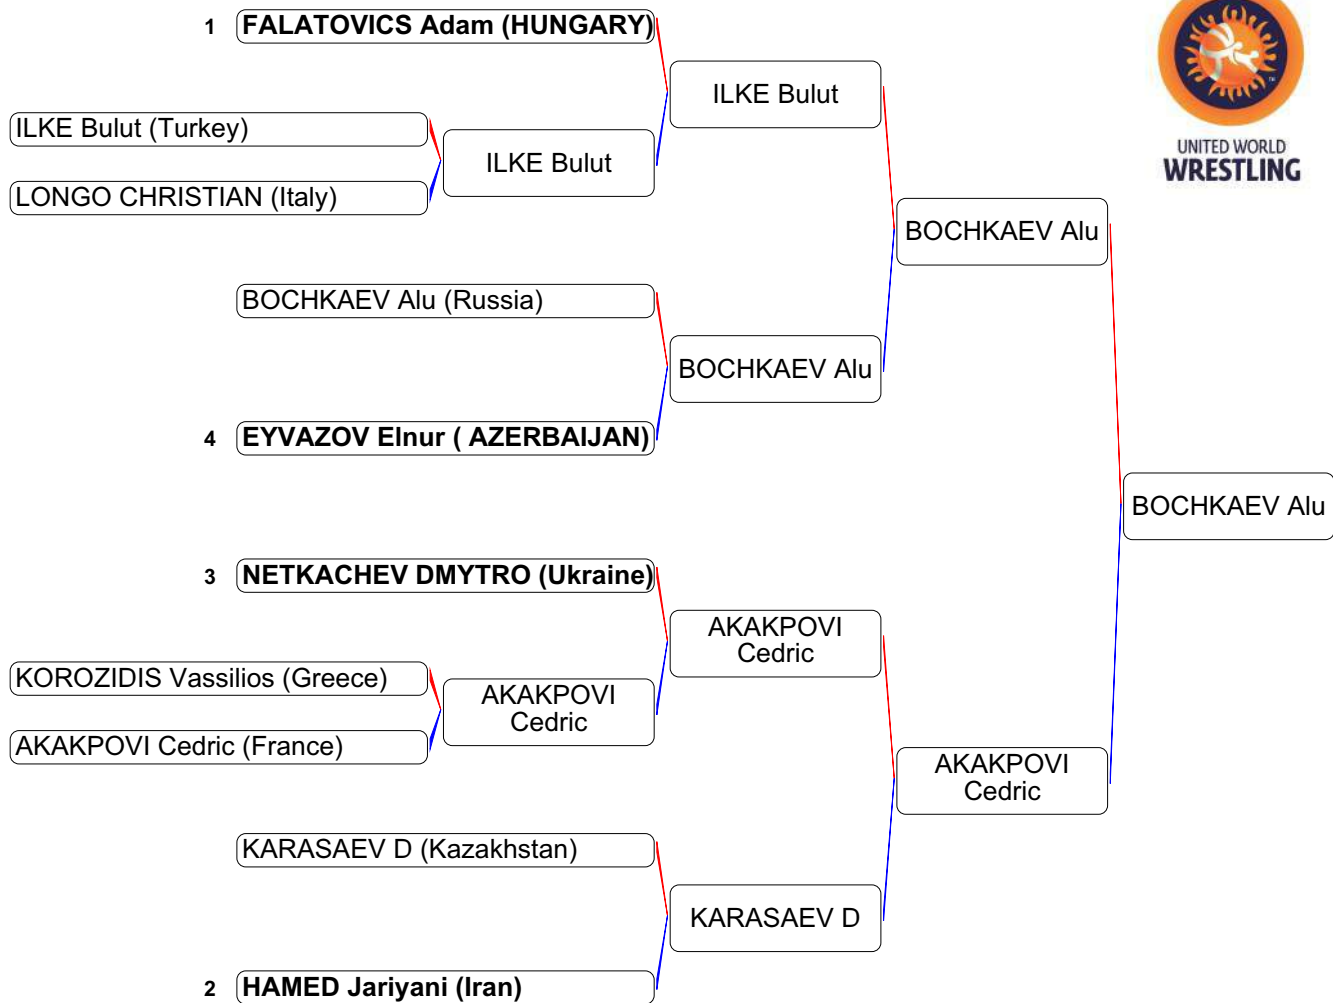 1 FALATOVICS Adam (HUNGARY)
ILKE Bulut
UNITED WORLD
WRESTLING
ILKE Bulut (Turkey)
ILKE Bulut
LONGO CHRISTIAN (Italy)
BOCHKAEV Alu
BOCHKAEV Alu (Russia)
BOCHKAEV Alu
4 EYVAZOV Elnur ( AZERBAIJAN)
BOCHKAEV Alu
3 NETKACHEV DMYTRO (Ukraine)
AKAKPOVI
Cedric
KOROZIDIS Vassilios (Greece)
AKAKPOVI
Cedric
AKAKPOVI Cedric (France)
AKAKPOVI
Cedric
KARASAEV D (Kazakhstan)
KARASAEV D
2 HAMED Jariyani (Iran)